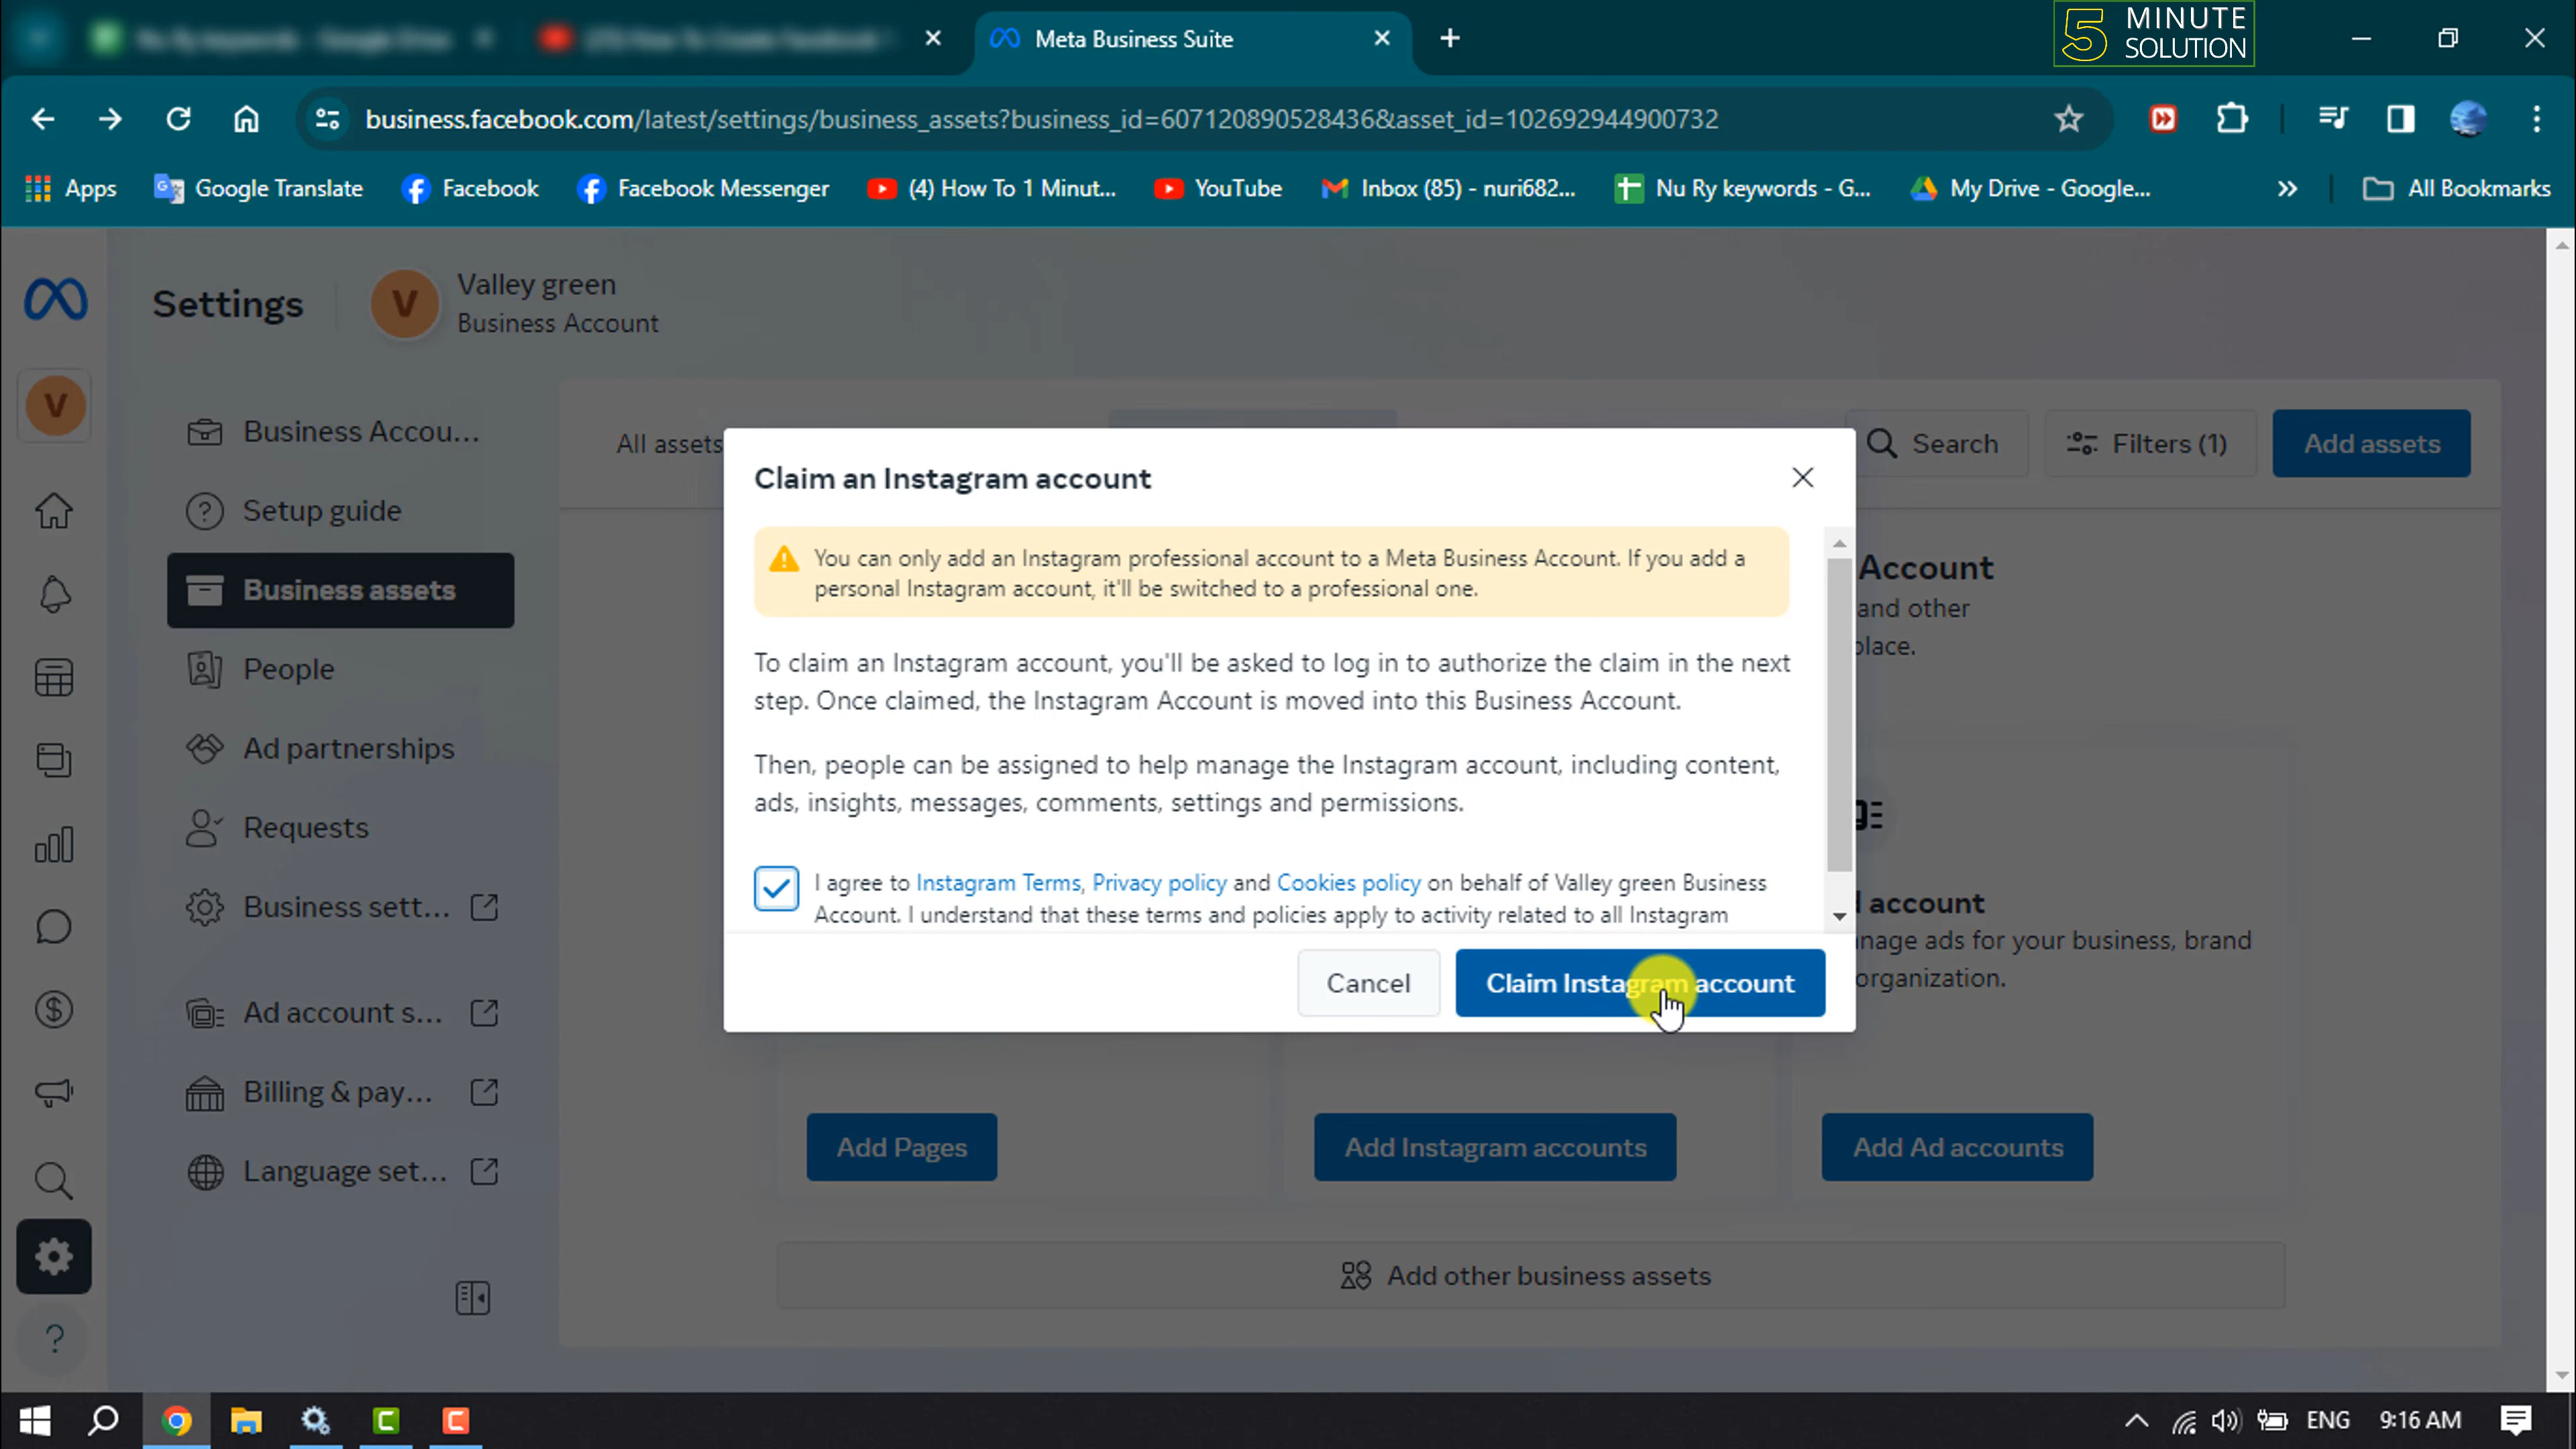 Meta Business Suite
5 MINUTE
SOLUTION
business.facebook.com/latest/settings/business_assets?business_id=607120890528436&asset_id=102692944900732
Apps
Google Translate
Facebook
Facebook Messenger
(4) How To 1 Minut...
YouTube
Inbox (85) - nuri682...
Nu Ry keywords - G...
My Drive - Google...
All Bookmarks
Settings
V
Valley green
Business Account
V
Business Accou...
Setup guide
Business assets
People
Ad partnerships
Requests
Business sett...
Ad account s...
Billing & pay...
Language set...
All assets
Search
Filters (1)
Add assets
Claim an Instagram account
You can only add an Instagram professional account to a Meta Business Account. If you add a
personal Instagram account, it'll be switched to a professional one.
To claim an Instagram account, you'll be asked to log in to authorize the claim in the next
step. Once claimed, the Instagram Account is moved into this Business Account.
Then, people can be assigned to help manage the Instagram account, including content,
ads, insights, messages, comments, settings and permissions.
I agree to Instagram Terms, Privacy policy and Cookies policy on behalf of Valley green Business
Account. I understand that these terms and policies apply to activity related to all Instagram
Cancel
Claim Instagram account
Account
and other
place.
account
nage ads for your business, brand
organization.
Add Pages
Add Instagram accounts
Add Ad accounts
Add other business assets
ENG
9:16 AM